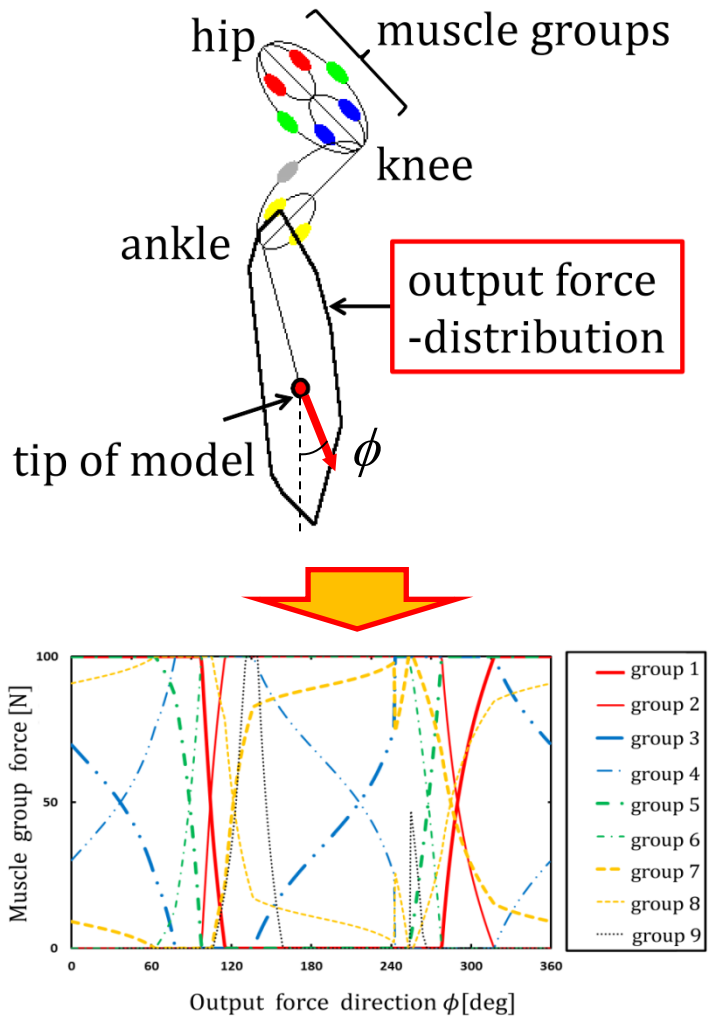 hip
muscle groups
knee
ankle
output force
-distribution
tip of model
ϕ
100
50
0
Muscle group force [N]
0 60 120 180 240 300 360
Output force direction ϕ[deg]
group 1
group 2
group 3
group 4
group 5
group 6
group 7
group 8
group 9